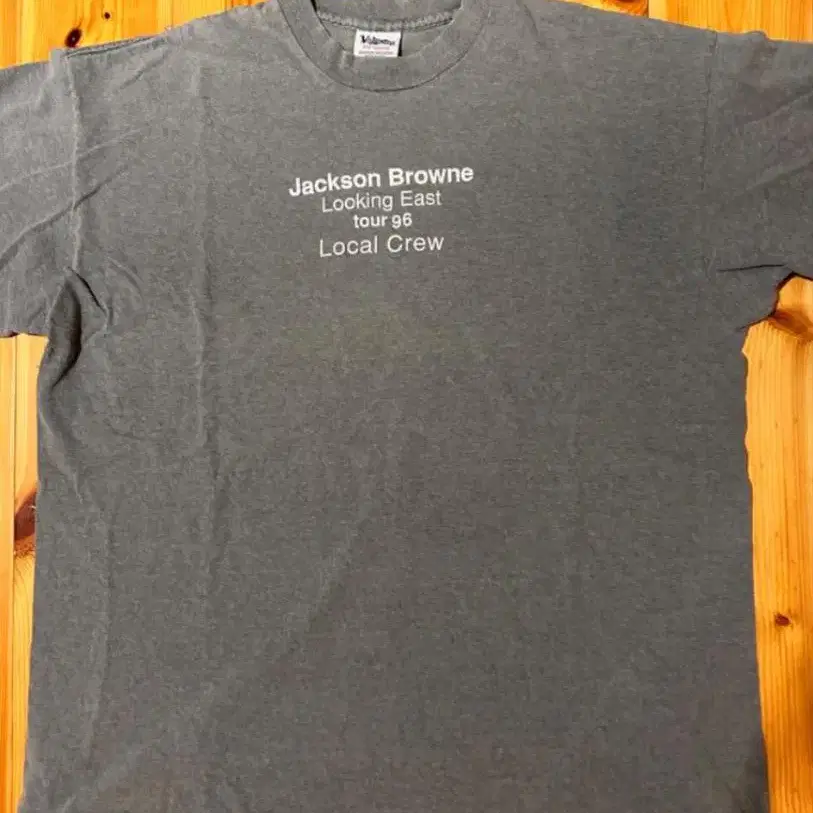 Jackson Browne
Looking East
tour 96
Local Crew